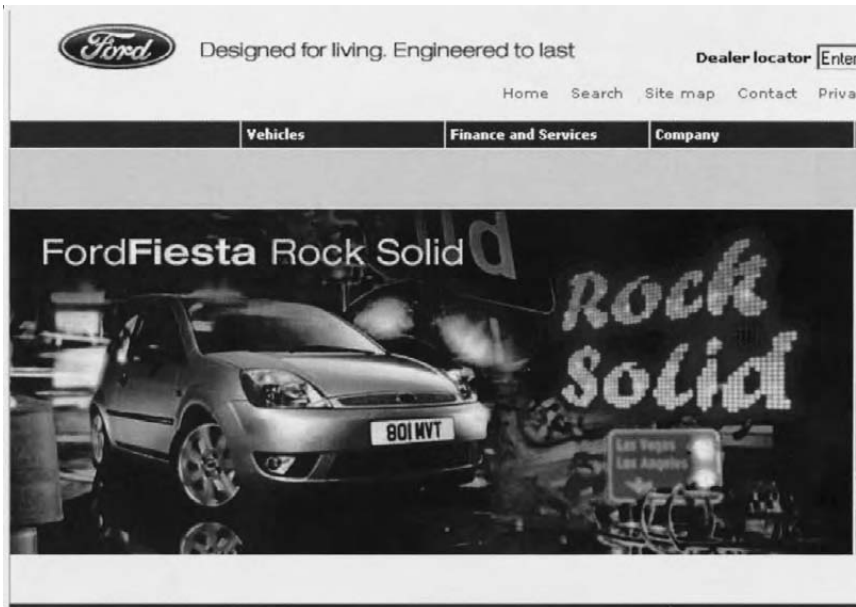 Ford
Designed for living. Engineered to last
Dealer locator Enter
Home Search Site map Contact Priva
Vehicles Finance and Services Company
FordFiesta Rock Solid
Rock
Solid
801 MVT
Las Vegas
Los Angeles